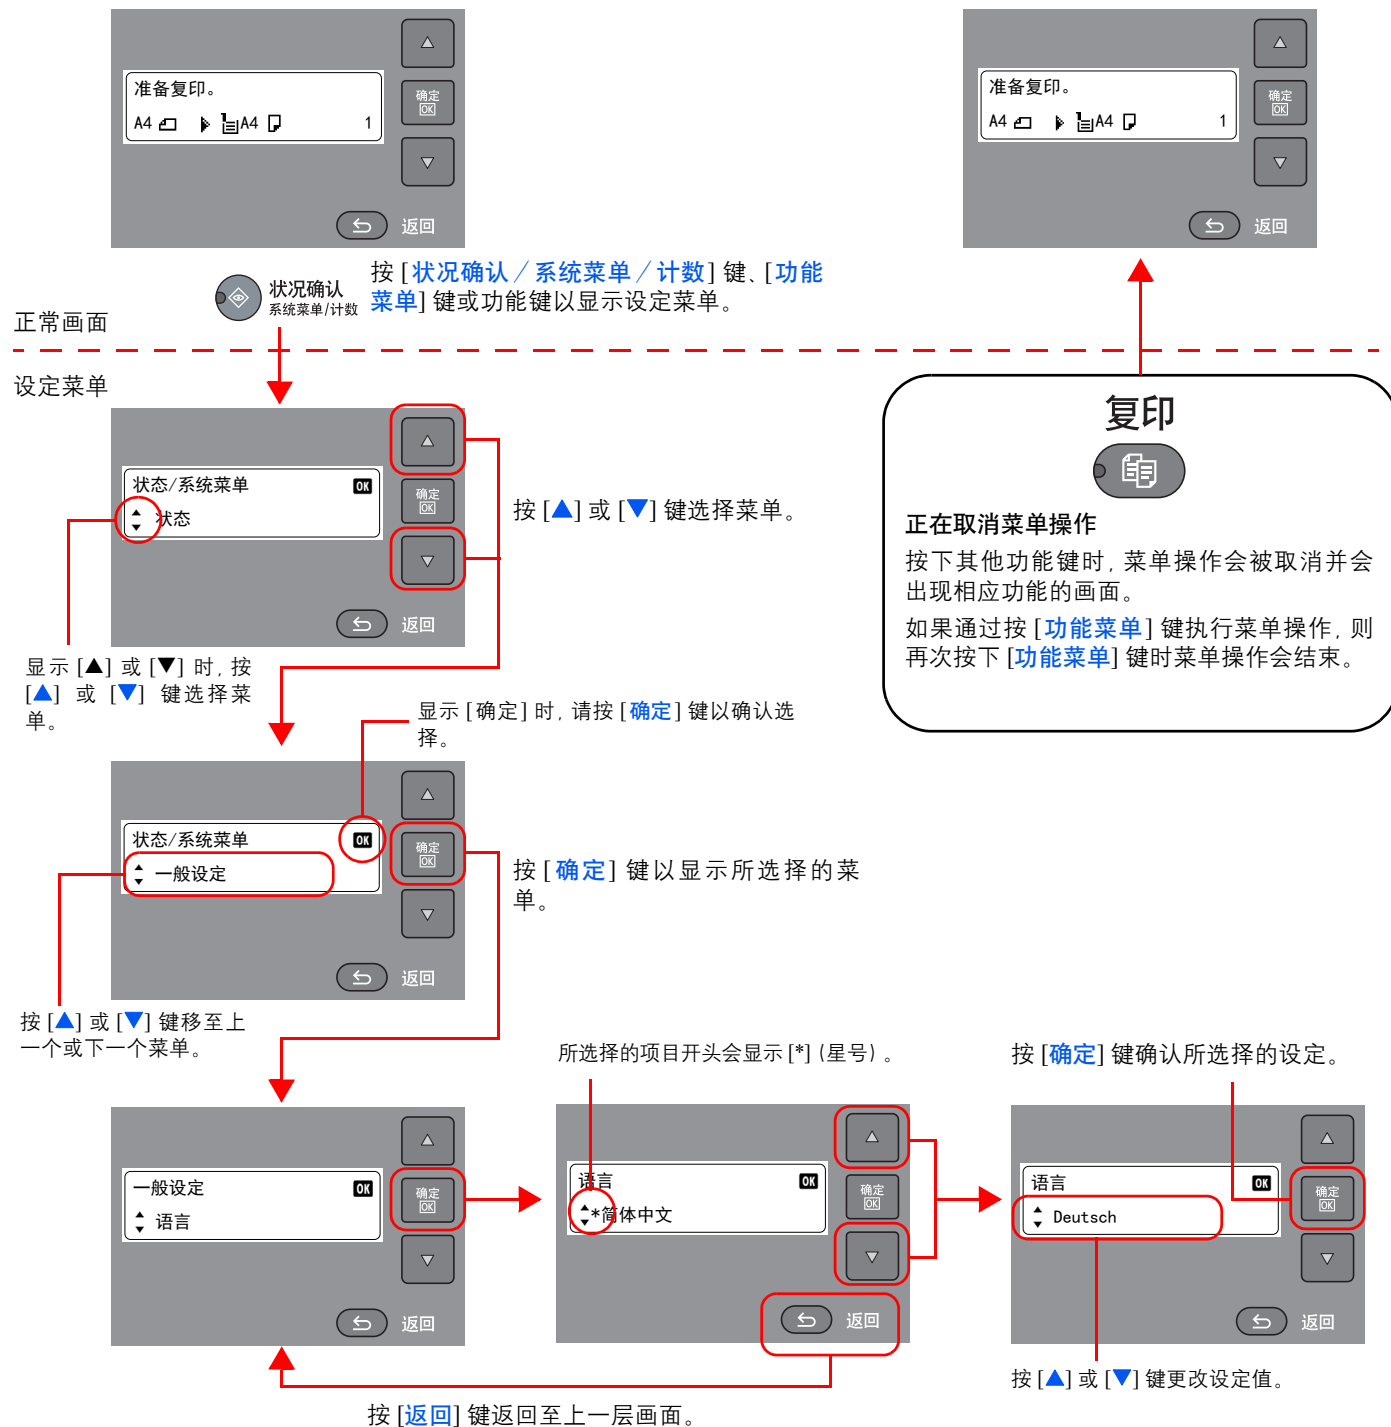 准备复印。
A4 A4 1
确定
OK
返回
准备复印。
A4 A4 1
确定
OK
返回
状况确认
系统菜单/计数
按 [状况确认 / 系统菜单 / 计数] 键、[功能
菜单] 键或功能键以显示设定菜单。
正常画面
设定菜单
状态/系统菜单 OK
状态
确定
OK
返回
按 [▲] 或 [▼] 键选择菜单。
显示 [▲] 或 [▼] 时, 按
[▲] 或 [▼] 键选择菜
单。
复印
正在取消菜单操作
按下其他功能键时, 菜单操作会被取消并会
出现相应功能的画面。
如果通过按 [功能菜单] 键执行菜单操作, 则
再次按下 [功能菜单] 键时菜单操作会结束。
显示 [确定] 时, 请按 [确定] 键以确认选
择。
状态/系统菜单 OK
一般设定
确定
OK
返回
按 [确定] 键以显示所选择的菜
单。
按 [▲] 或 [▼] 键移至上
一个或下一个菜单。
所选择的项目开头会显示 [*] (星号) 。
按 [确定] 键确认所选择的设定。
一般设定 OK
语言
确定
OK
返回
语言 OK
*简体中文
确定
OK
返回
语言 OK
Deutsch
确定
OK
返回
按 [▲] 或 [▼] 键更改设定值。
按 [返回] 键返回至上一层画面。